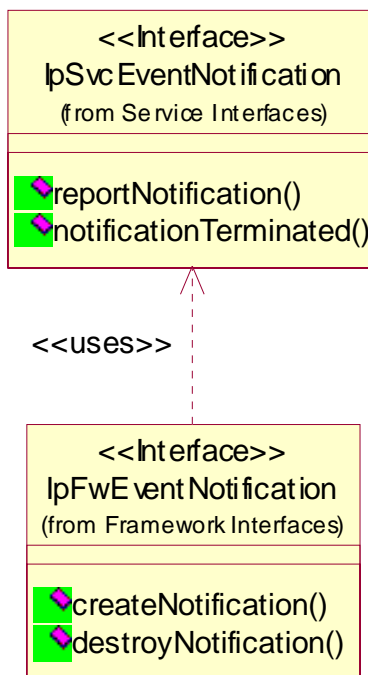 <<Interface>>
IpSvcEventNotification
(from Service Interfaces)
reportNotification()
notificationTerminated()
<<uses>>
<<Interface>>
IpFwEventNotification
(from Framework Interfaces)
createNotification()
destroyNotification()